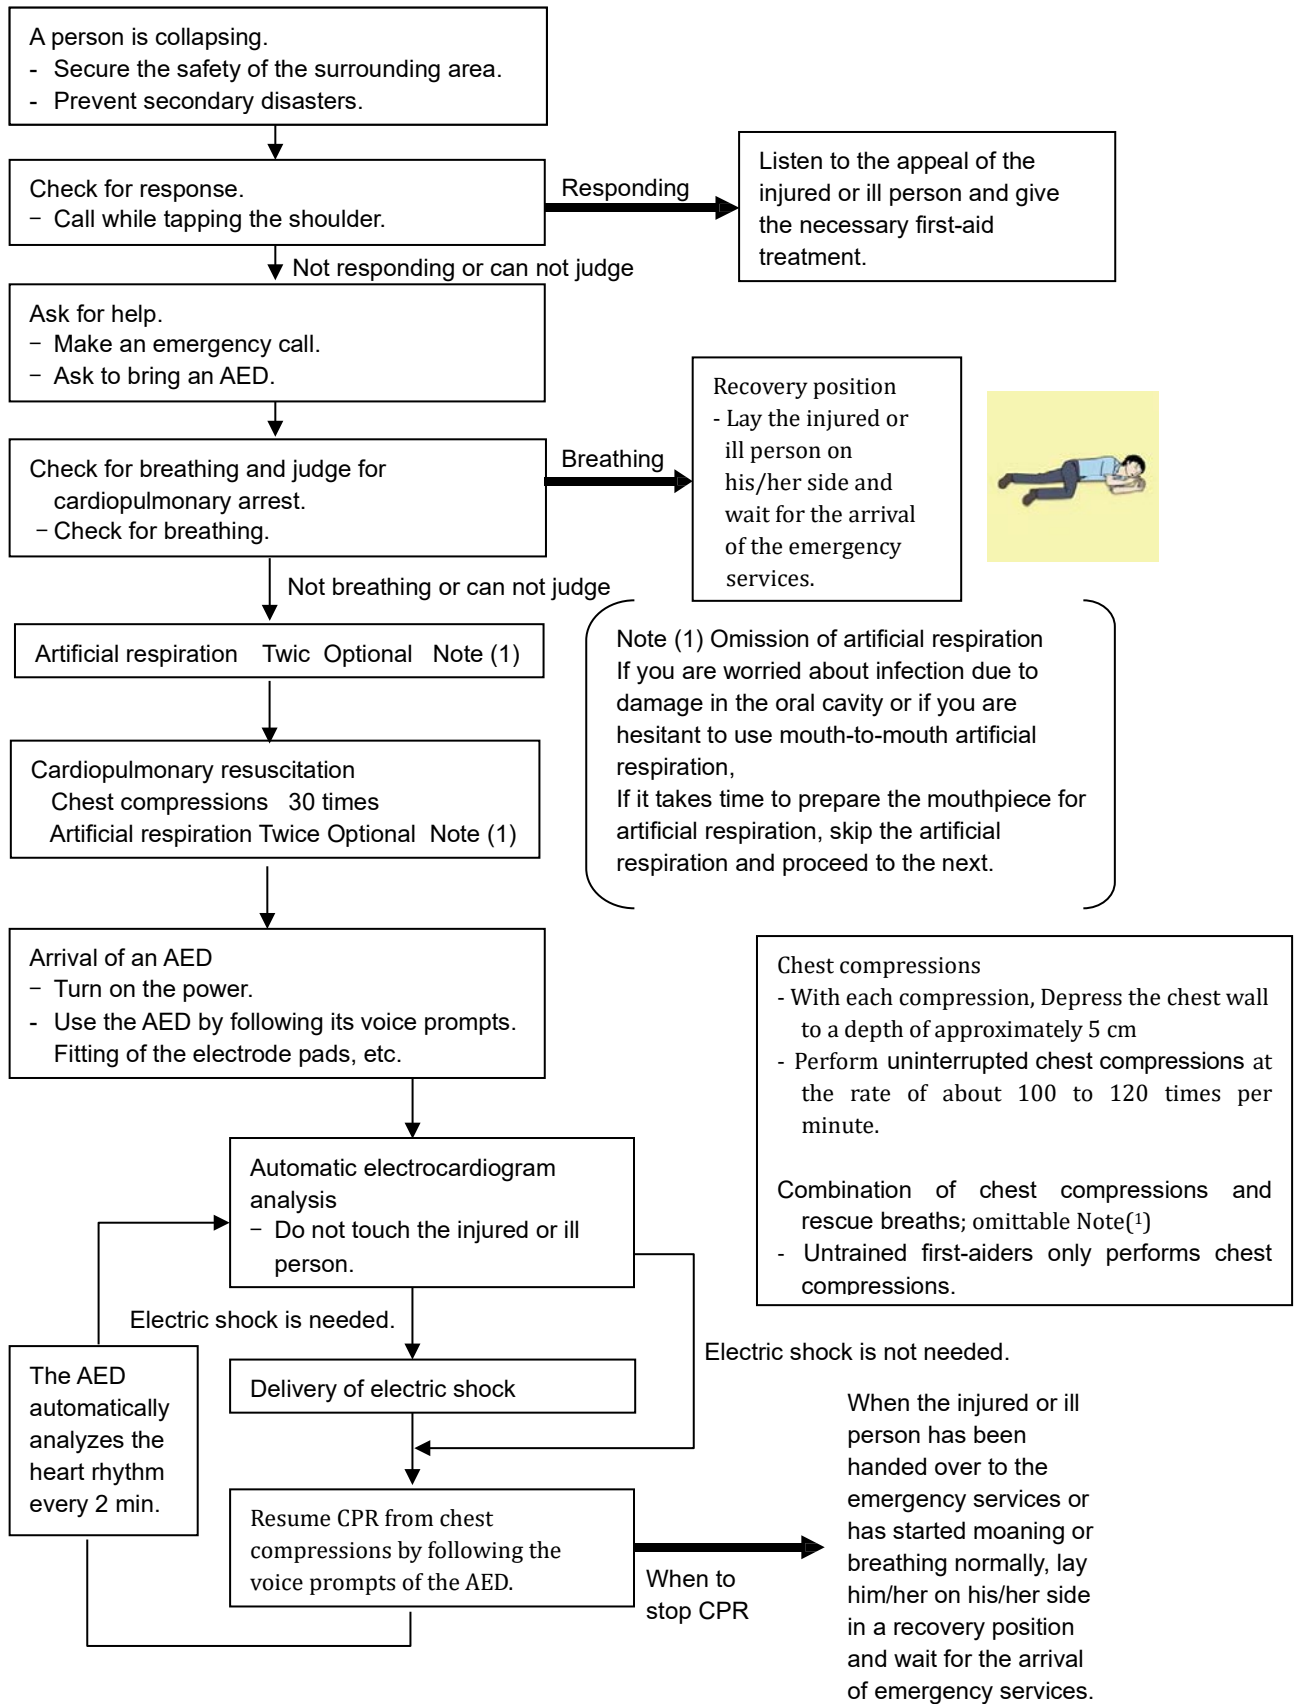 A person is collapsing.
- Secure the safety of the surrounding area.
- Prevent secondary disasters.
Check for response.
− Call while tapping the shoulder.
Responding
Listen to the appeal of the
injured or ill person and give
the necessary first-aid
treatment.
Not responding or can not judge
Ask for help.
− Make an emergency call.
− Ask to bring an AED.
Check for breathing and judge for
cardiopulmonary arrest.
− Check for breathing.
Breathing
Recovery position
- Lay the injured or
ill person on
his/her side and
wait for the arrival
of the emergency
services.
Not breathing or can not judge
Artificial respiration Twic Optional Note (1)
Note (1) Omission of artificial respiration
If you are worried about infection due to
damage in the oral cavity or if you are
hesitant to use mouth-to-mouth artificial
respiration,
If it takes time to prepare the mouthpiece for
artificial respiration, skip the artificial
respiration and proceed to the next.
Cardiopulmonary resuscitation
Chest compressions 30 times
Artificial respiration Twice Optional Note (1)
Arrival of an AED
− Turn on the power.
- Use the AED by following its voice prompts.
Fitting of the electrode pads, etc.
Chest compressions
- With each compression, Depress the chest wall
to a depth of approximately 5 cm
- Perform uninterrupted chest compressions at
the rate of about 100 to 120 times per
minute.
Combination of chest compressions and
rescue breaths; omittable Note(1)
- Untrained first-aiders only performs chest
compressions.
Automatic electrocardiogram
analysis
− Do not touch the injured or ill
person.
Electric shock is needed.
Electric shock is not needed.
The AED
automatically
analyzes the
heart rhythm
every 2 min.
Delivery of electric shock
Resume CPR from chest
compressions by following the
voice prompts of the AED.
When to
stop CPR
When the injured or ill
person has been
handed over to the
emergency services or
has started moaning or
breathing normally, lay
him/her on his/her side
in a recovery position
and wait for the arrival
of emergency services.